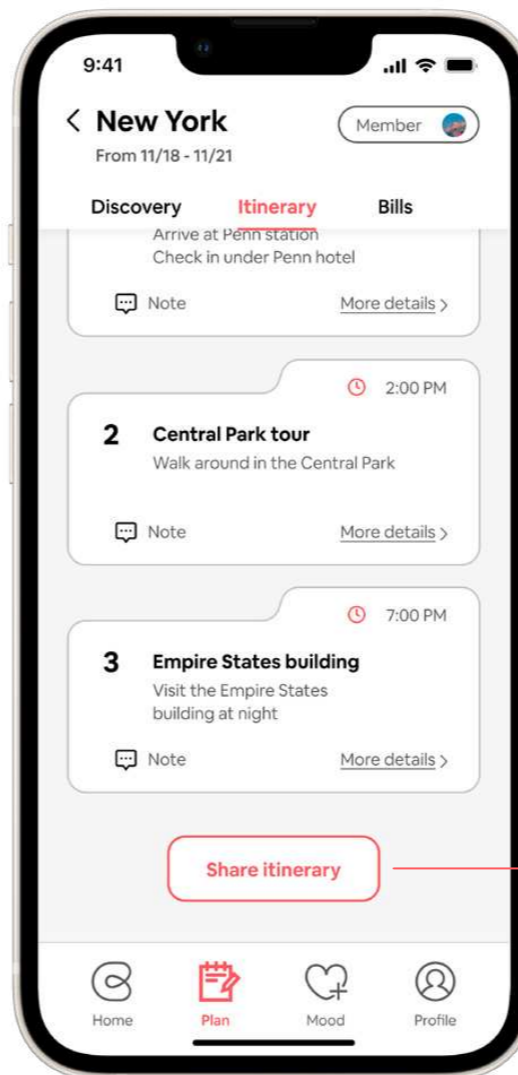 9:41
New York
Member
From 11/18 - 11/21
Discovery Itinerary Bills
Arrive at Penn station
Check in under Penn hotel
Note More details >
2:00 PM
2 Central Park tour
Walk around in the Central Park
Note More details >
7:00 PM
3 Empire States building
Visit the Empire States
building at night
Note More details >
Share itinerary
Home Plan Mood Profile